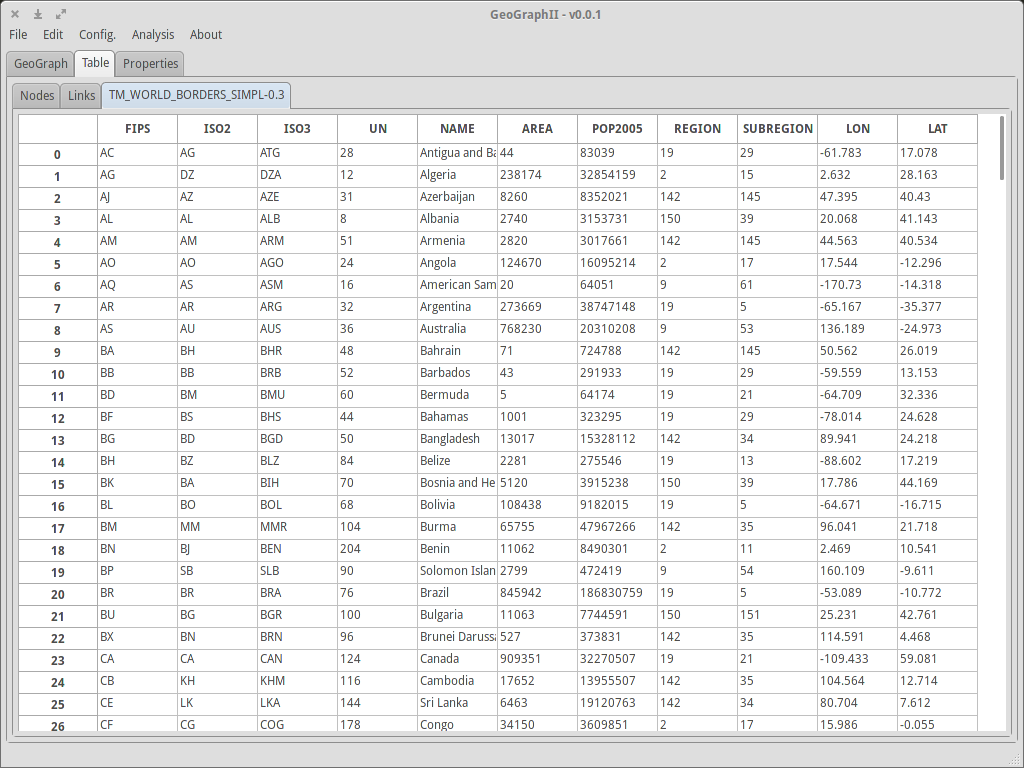 GeoGraphII - v0.0.1
File Edit Config. Analysis About
GeoGraph Table Properties
Nodes Links TM_WORLD_BORDERS_SIMPL-0.3
FIPS ISO2 ISO3 UN NAME AREA POP2005 REGION SUBREGION LON LAT
0 AC AG ATG 28 Antigua and Ba 44 83039 19 29 -61.783 17.078
1 AG DZ DZA 12 Algeria 238174 32854159 2 15 2.632 28.163
2 AJ AZ AZE 31 Azerbaijan 8260 8352021 142 145 47.395 40.43
3 AL AL ALB 8 Albania 2740 3153731 150 39 20.068 41.143
4 AM AM ARM 51 Armenia 2820 3017661 142 145 44.563 40.534
5 AO AO AGO 24 Angola 124670 16095214 2 17 17.544 -12.296
6 AQ AS ASM 16 American Sam 20 64051 9 61 -170.73 -14.318
7 AR AR ARG 32 Argentina 273669 38747148 19 5 -65.167 -35.377
8 AS AU AUS 36 Australia 768230 20310208 9 53 136.189 -24.973
9 BA BH BHR 48 Bahrain 71 724788 142 145 50.562 26.019
10 BB BB BRB 52 Barbados 43 291933 19 29 -59.559 13.153
11 BD BM BMU 60 Bermuda 5 64174 19 21 -64.709 32.336
12 BF BS BHS 44 Bahamas 1001 323295 19 29 -78.014 24.628
13 BG BD BGD 50 Bangladesh 13017 15328112 142 34 89.941 24.218
14 BH BZ BLZ 84 Belize 2281 275546 19 13 -88.602 17.219
15 BK BA BIH 70 Bosnia and He 5120 3915238 150 39 17.786 44.169
16 BL BO BOL 68 Bolivia 108438 9182015 19 5 -64.671 -16.715
17 BM MM MMR 104 Burma 65755 47967266 142 35 96.041 21.718
18 BN BJ BEN 204 Benin 11062 8490301 2 11 2.469 10.541
19 BP SB SLB 90 Solomon Islan 2799 472419 9 54 160.109 -9.611
20 BR BR BRA 76 Brazil 845942 186830759 19 5 -53.089 -10.772
21 BU BG BGR 100 Bulgaria 11063 7744591 150 151 25.231 42.761
22 BX BN BRN 96 Brunei Daruss 527 373831 142 35 114.591 4.468
23 CA CA CAN 124 Canada 909351 32270507 19 21 -109.433 59.081
24 CB KH KHM 116 Cambodia 17652 13955507 142 35 104.564 12.714
25 CE LK LKA 144 Sri Lanka 6463 19120763 142 34 80.704 7.612
26 CF CG COG 178 Congo 34150 3609851 2 17 15.986 -0.055